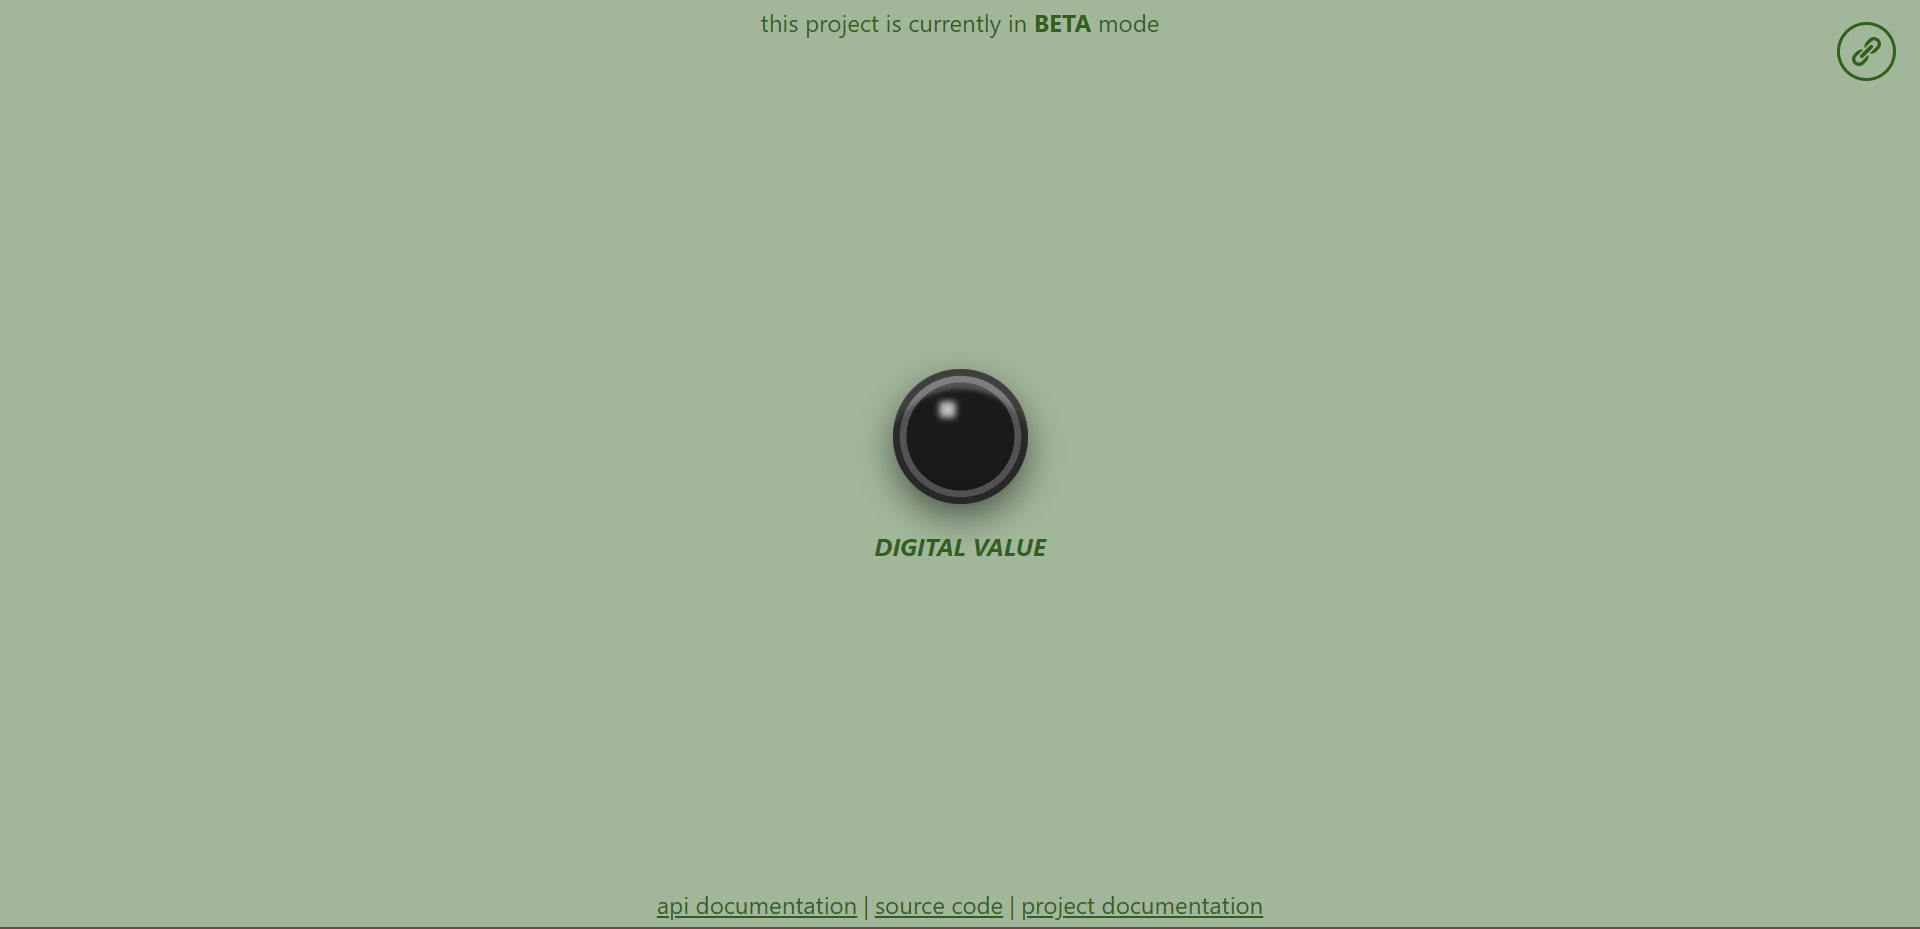 this project is currently in BETA mode
DIGITAL VALUE
api documentation | source code | project documentation